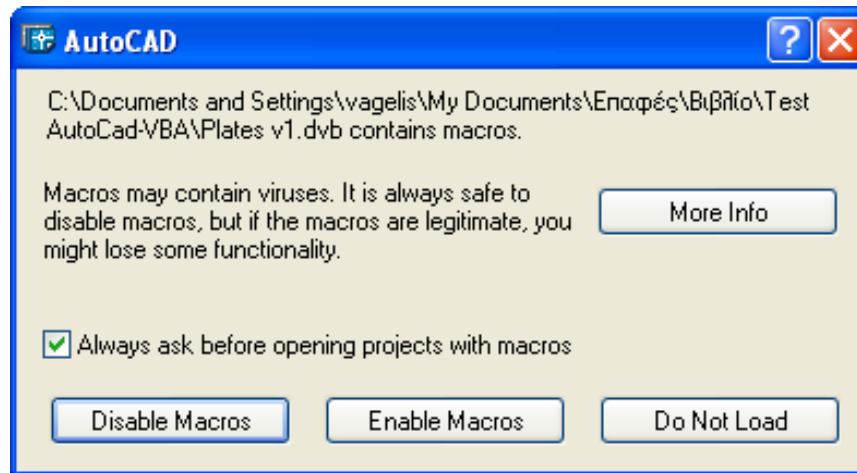 AutoCAD
C:\Documents and Settings\vagelis\My Documents\Επαφές\Βιβλίο\Test
AutoCad-VBA\Plates v1.dvb contains macros.
Macros may contain viruses. It is always safe to
disable macros, but if the macros are legitimate, you
might lose some functionality.
More Info
Always ask before opening projects with macros
Disable Macros
Enable Macros
Do Not Load